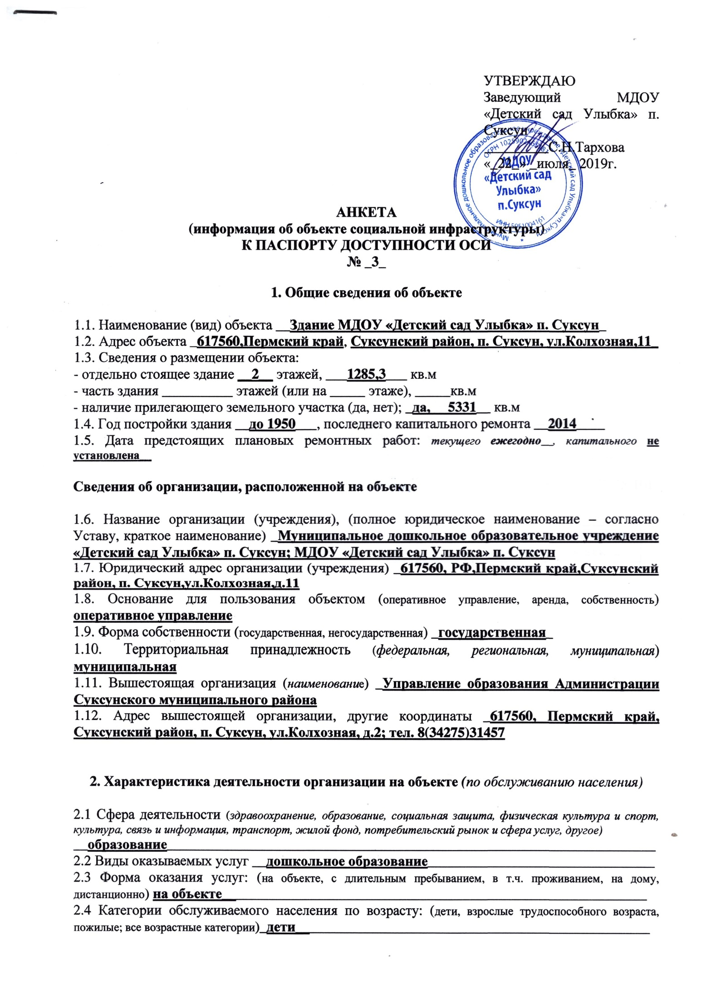 УТВЕРЖДАЮ
Заведующий МДОУ
«Детский сад Улыбка» п.
Суксун
_________С.Н.Тархова
«_22_» _июля_ 2019г.
Муниципальное дошкольное образовательное учреждение «Детский сад Улыбка» п.Суксун
МДОУ
«Детский сад
Улыбка»
п.Суксун
ИНН 5951004161
АНКЕТА
(информация об объекте социальной инфраструктуры)
К ПАСПОРТУ ДОСТУПНОСТИ ОСИ
№ _3_
1. Общие сведения об объекте
1.1. Наименование (вид) объекта __Здание МДОУ «Детский сад Улыбка» п. Суксун_
1.2. Адрес объекта _617560,Пермский край, Суксунский район, п. Суксун, ул.Колхозная,11_
1.3. Сведения о размещении объекта:
- отдельно стоящее здание __2__ этажей, ___1285,3___ кв.м
- часть здания __________ этажей (или на _____ этаже), _____кв.м
- наличие прилегающего земельного участка (да, нет); _да, 5331__ кв.м
1.4. Год постройки здания __до 1950___, последнего капитального ремонта __2014____
1.5. Дата предстоящих плановых ремонтных работ: текущего ежегодно__, капитального не
установлена__
Сведения об организации, расположенной на объекте
1.6. Название организации (учреждения), (полное юридическое наименование – согласно
Уставу, краткое наименование) _Муниципальное дошкольное образовательное учреждение
«Детский сад Улыбка» п. Суксун; МДОУ «Детский сад Улыбка» п. Суксун
1.7. Юридический адрес организации (учреждения) _617560, РФ,Пермский край,Суксунский
район, п. Суксун,ул.Колхозная,д.11
1.8. Основание для пользования объектом (оперативное управление, аренда, собственность)
оперативное управление
1.9. Форма собственности (государственная, негосударственная) _государственная_
1.10. Территориальная принадлежность (федеральная, региональная, муниципальная)
муниципальная
1.11. Вышестоящая организация (наименование) _Управление образования Администрации
Суксунского муниципального района
1.12. Адрес вышестоящей организации, другие координаты _617560, Пермский край,
Суксунский район, п. Суксун, ул.Колхозная, д.2; тел. 8(34275)31457
2. Характеристика деятельности организации на объекте (по обслуживанию населения)
2.1 Сфера деятельности (здравоохранение, образование, социальная защита, физическая культура и спорт,
культура, связь и информация, транспорт, жилой фонд, потребительский рынок и сфера услуг, другое)
__образование____________________
2.2 Виды оказываемых услуг __дошкольное образование____________________
2.3 Форма оказания услуг: (на объекте, с длительным пребыванием, в т.ч. проживанием, на дому,
дистанционно) на объекте____________________
2.4 Категории обслуживаемого населения по возрасту: (дети, взрослые трудоспособного возраста,
пожилые; все возрастные категории)_дети____________________